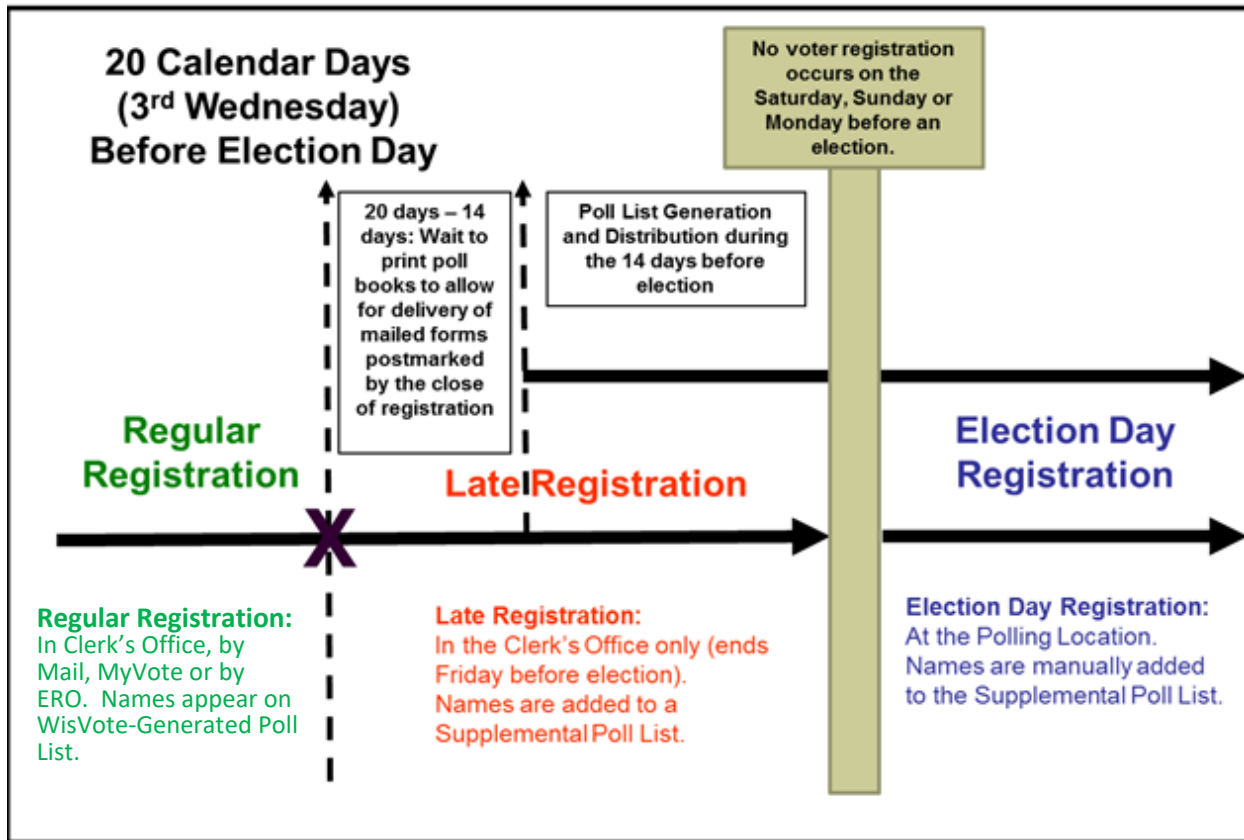 20 Calendar Days
(3rd Wednesday)
Before Election Day
No voter registration
occurs on the
Saturday, Sunday or
Monday before an
election.
20 days – 14
days: Wait to
print poll
books to allow
for delivery of
mailed forms
postmarked
by the close
of registration
Poll List Generation
and Distribution during
the 14 days before
election
Regular
Registration
Late Registration
Election Day
Registration
X
Regular Registration:
In Clerk’s Office, by
Mail, MyVote or by
ERO.  Names appear on
WisVote-Generated Poll
List.
Late Registration:
In the Clerk's Office only (ends
Friday before election).
Names are added to a
Supplemental Poll List.
Election Day Registration:
At the Polling Location.
Names are manually added
to the Supplemental Poll List.